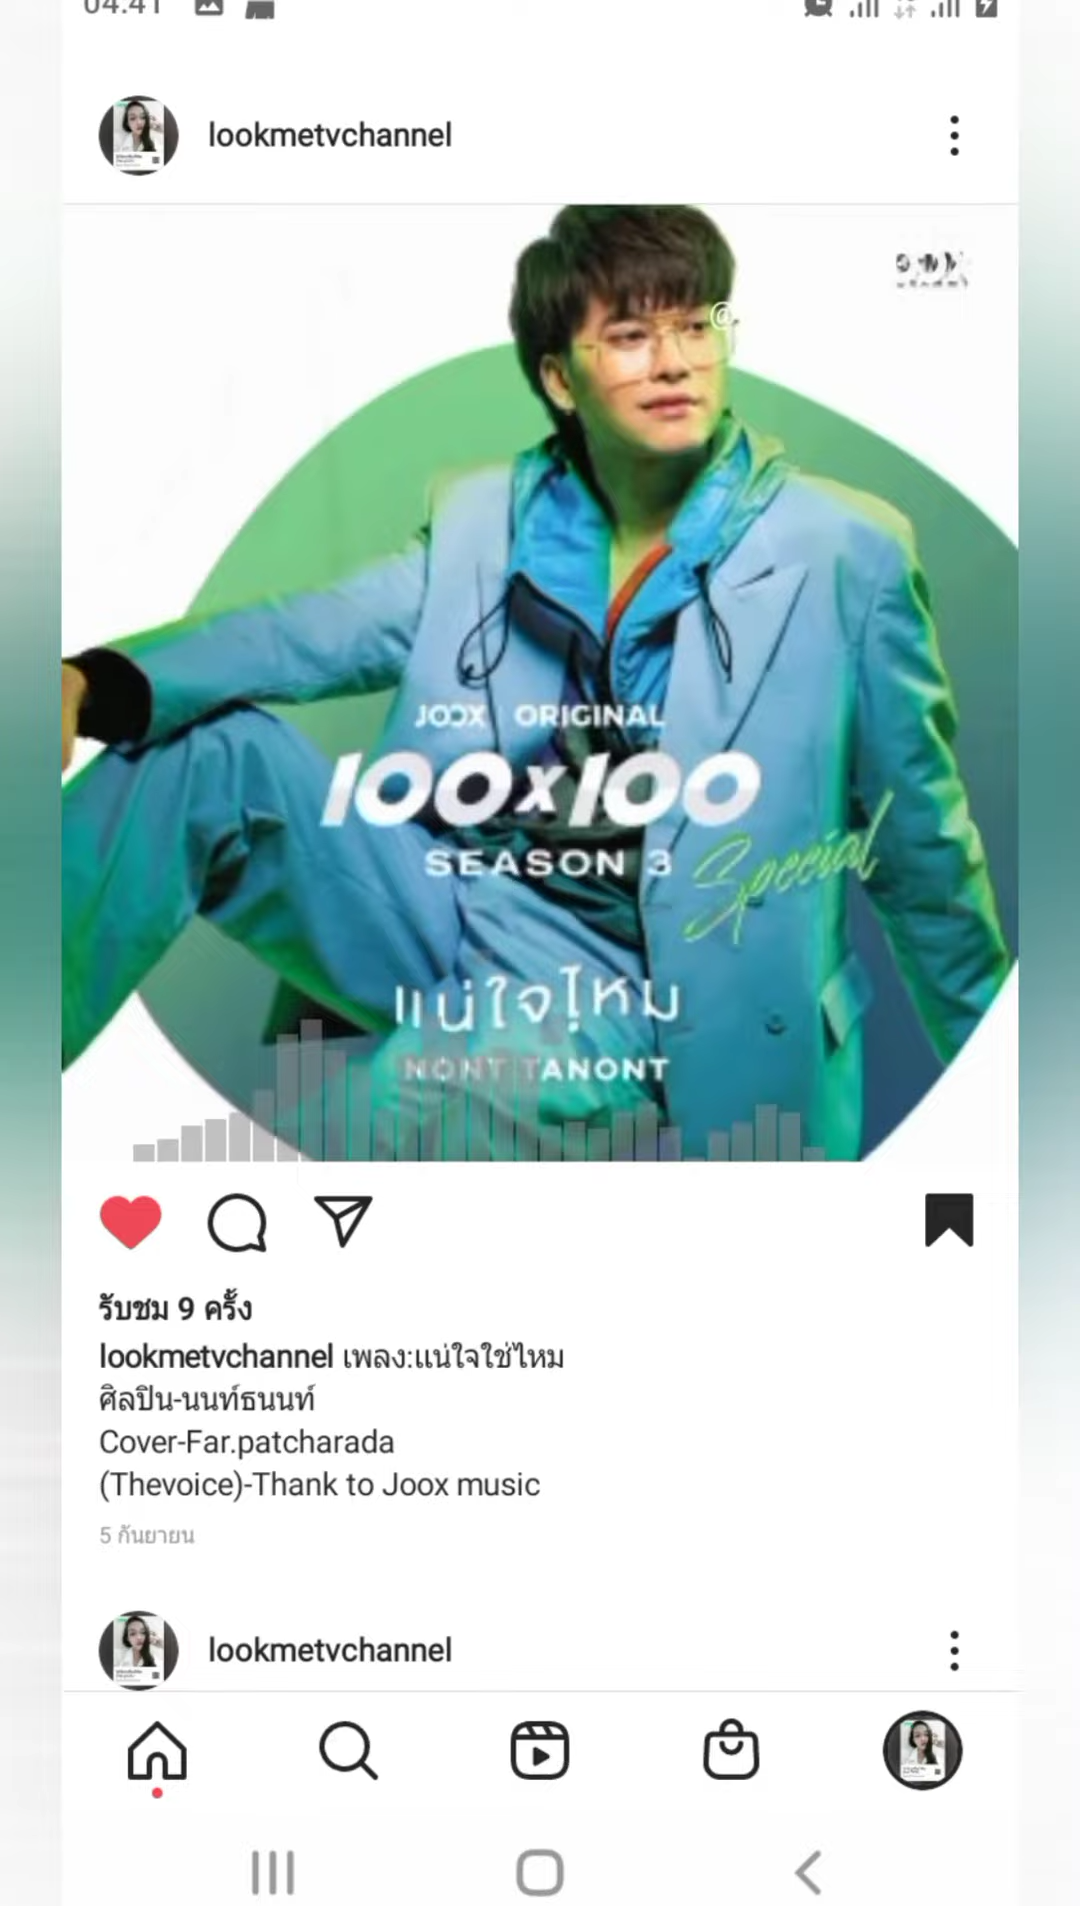 04:41
lookmetvchannel
@
JOOX ORIGINAL
100x100
SEASON 3 Special
แน่ใจไหม
NONT TANONT
รับชม 9 ครั้ง
lookmetvchannel เพลง:แน่ใจใช่ไหม
ศิลปิน-นนท์ธนนท์
Cover-Far.patcharada
(Thevoice)-Thank to Joox music
5 กันยายน
lookmetvchannel